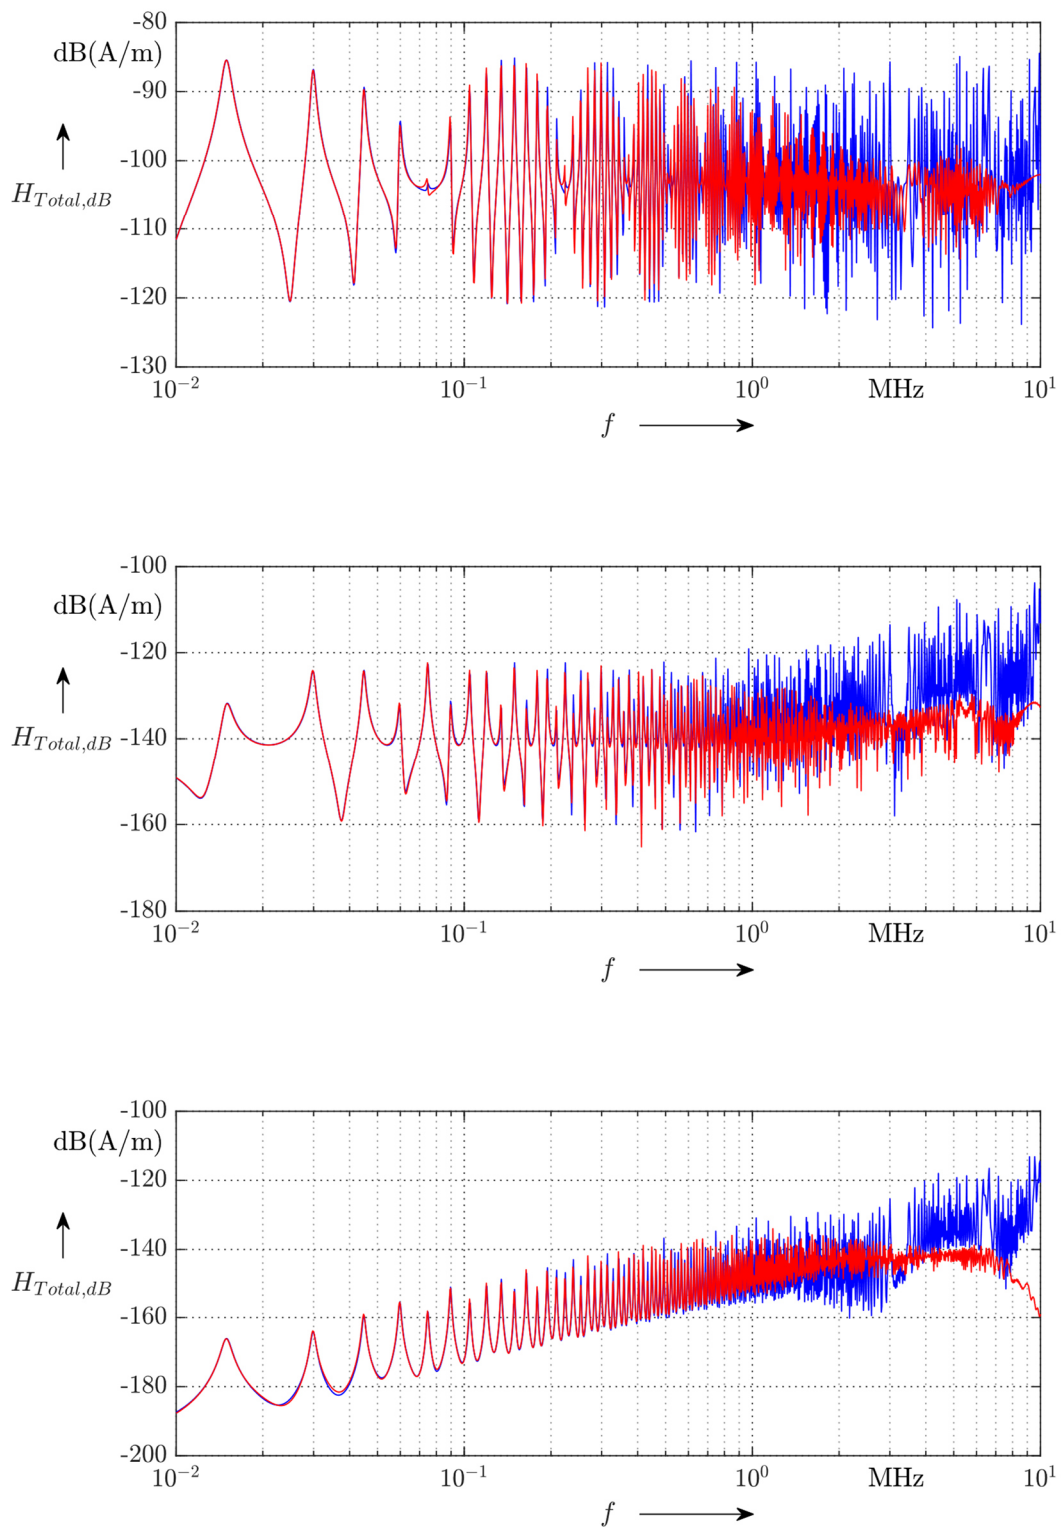 -80
dB(A/m)
-90
-100
H_{Total,dB}
-110
-120
-130
10^{-2} 10^{-1} 10^{0} MHz 10^{1}
f
-100
dB(A/m)
-120
H_{Total,dB}
-140
-160
-180
10^{-2} 10^{-1} 10^{0} MHz 10^{1}
f
-100
dB(A/m)
-120
-140
H_{Total,dB}
-160
-180
-200
10^{-2} 10^{-1} 10^{0} MHz 10^{1}
f